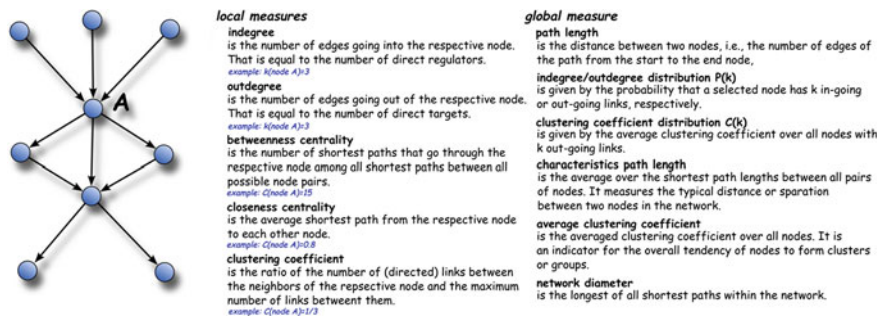 A
local measures
indegree
is the number of edges going into the respective node.
That is equal to the number of direct regulators.
example: k(node A)=3
outdegree
is the number of edges going out of the respective node.
That is equal to the number of direct targets.
example: k(node A)=3
betweenness centrality
is the number of shortest paths that go through the
respective node among all shortest paths between all
possible node pairs.
example: C(node A)=15
closeness centrality
is the average shortest path from the respective node
to each other node.
example: C(node A)=0.8
clustering coefficient
is the ratio of the number of (directed) links between
the neighbors of the repsective node and the maximum
number of links betweent them.
example: C(node A)=1/3
global measure
path length
is the distance between two nodes, i.e., the number of edges of
the path from the start to the end node,
indegree/outdegree distribution P(k)
is given by the probability that a selected node has k in-going
or out-going links, respectively.
clustering coefficient distribution C(k)
is given by the average clustering coefficient over all nodes with
k out-going links.
characteristics path length
is the average over the shortest path lengths between all pairs
of nodes. It measures the typical distance or sparation
between two nodes in the network.
average clustering coefficient
is the averaged clustering coefficient over all nodes. It is
an indicator for the overall tendency of nodes to form clusters
or groups.
network diameter
is the longest of all shortest paths within the network.